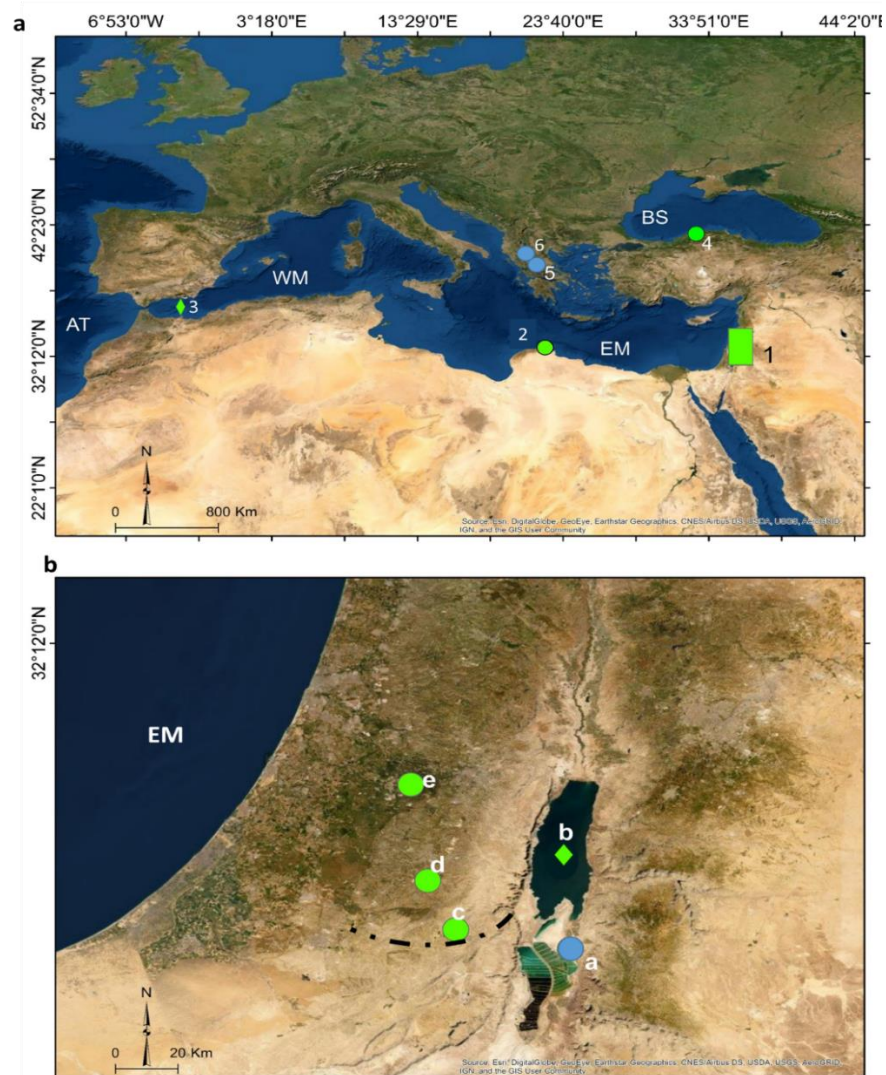 a
6°53'0"W 3°18'0"E 13°29'0"E 23°40'0"E 33°51'0"E 44°2'0"E
52°34'0"N
42°23'0"N
32°12'0"N
22°1'0"N
BS
4
6
5
WM
3
AT
2
EM
1
N
0 800 Km
Source: Esri, DigitalGlobe, GeoEye, Earthstar Geographics, CNES/Airbus DS, USDA, USGS, AeroGRID,
IGN, and the GIS User Community
b
32°12'0"N
EM
e
b
d
c
a
N
0 20 Km
Source: Esri, DigitalGlobe, GeoEye, Earthstar Geographics, CNES/Airbus DS, USDA, USGS, AeroGRID,
IGN, and the GIS User Community